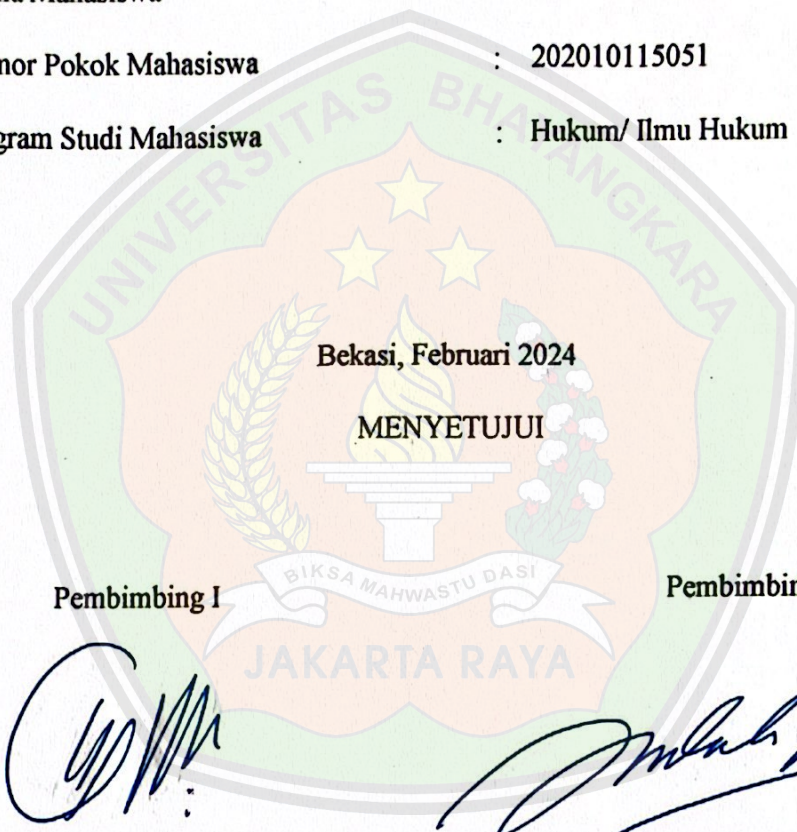 nor Pokok Mahasiswa : 202010115051
gram Studi Mahasiswa : Hukum/ Ilmu Hukum
UNIVERSITAS BHAYANGKARA
Bekasi, Februari 2024
MENYETUJUI
BIKSA MAHWASTU DASI
Pembimbing I Pembimbin
JAKARTA RAYA